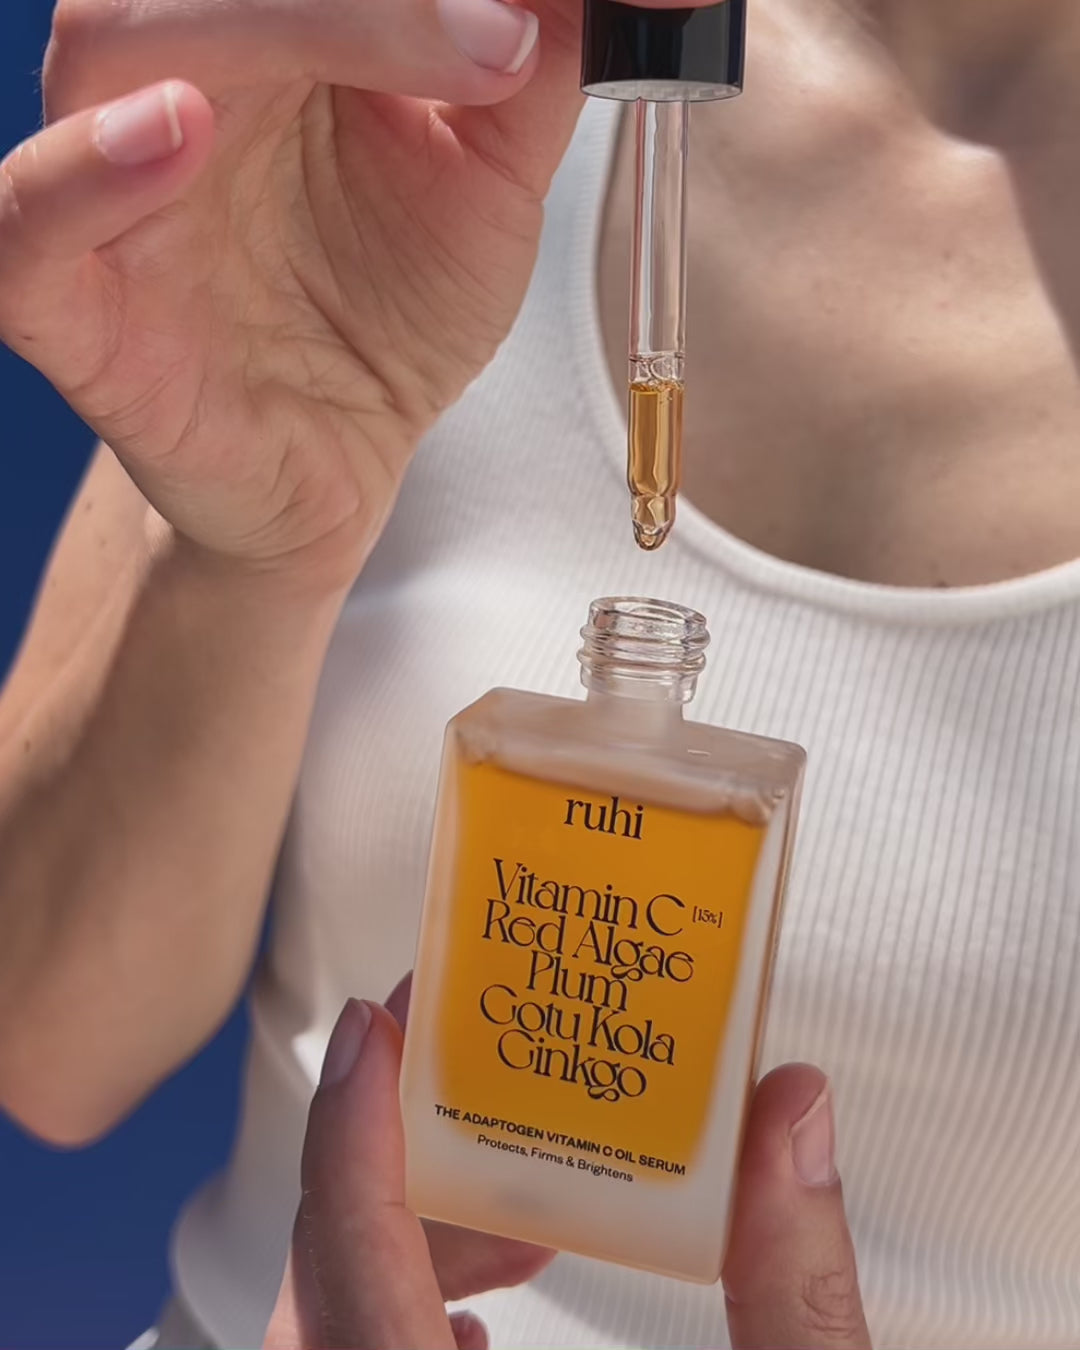 ruhi
Vitamin C [15%]
Red Algae
Plum
Gotu Kola
Ginkgo
THE ADAPTOGEN VITAMIN C OIL SERUM
Protects, Firms & Brightens